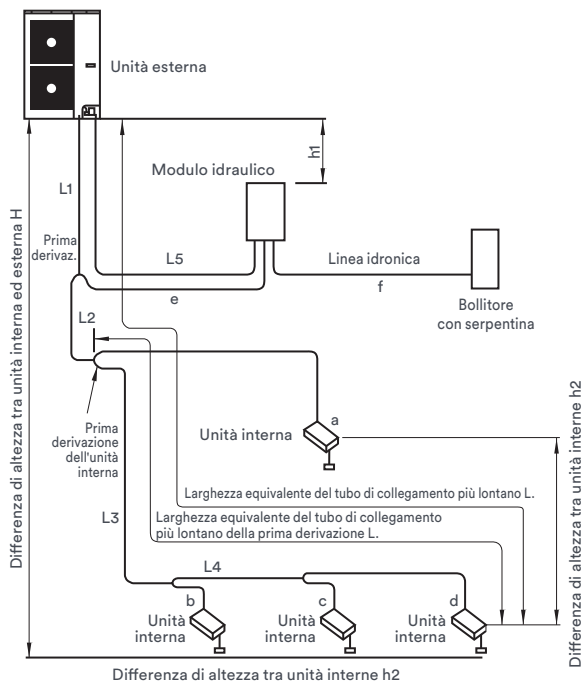 Unità esterna
h1
Modulo idraulico
L1
Prima
derivaz.
L5
Linea idronica
e
f
Bollitore
con serpentina
L2
a
Unità interna
Prima
derivazione
dell'unità
interna
Larghezza equivalente del tubo di collegamento più lontano L.
Larghezza equivalente del tubo di collegamento
più lontano della prima derivazione L.
L3
L4
b
c
d
Unità
interna
Unità
interna
Unità
interna
Differenza di altezza tra unità interna ed esterna H
Differenza di altezza tra unità interne h2
Differenza di altezza tra unità interne h2